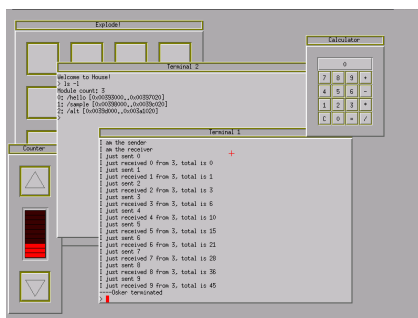 Explode!
Calculator
0
7 8 9 +
4 5 6 -
1 2 3 *
C 0 = /
Terminal 2
Welcome to House!
> ls -l
Module count: 3
0: /hello [0x00393000..0x00397020]
1: /sample [0x00398000..0x0039c020]
2: /alt [0x0039d000..0x003a1020]
>
Counter
Terminal 1
I am the sender
I am the receiver
I just sent 0
I just received 0 from 3, total is 0
I just sent 1
I just received 1 from 3, total is 1
I just sent 2
I just received 2 from 3, total is 3
I just sent 3
I just received 3 from 3, total is 6
I just sent 4
I just received 4 from 3, total is 10
I just sent 5
I just received 5 from 3, total is 15
I just sent 6
I just received 6 from 3, total is 21
I just sent 7
I just received 7 from 3, total is 28
I just sent 8
I just received 8 from 3, total is 36
I just sent 9
I just received 9 from 3, total is 45
----Osker terminated
>